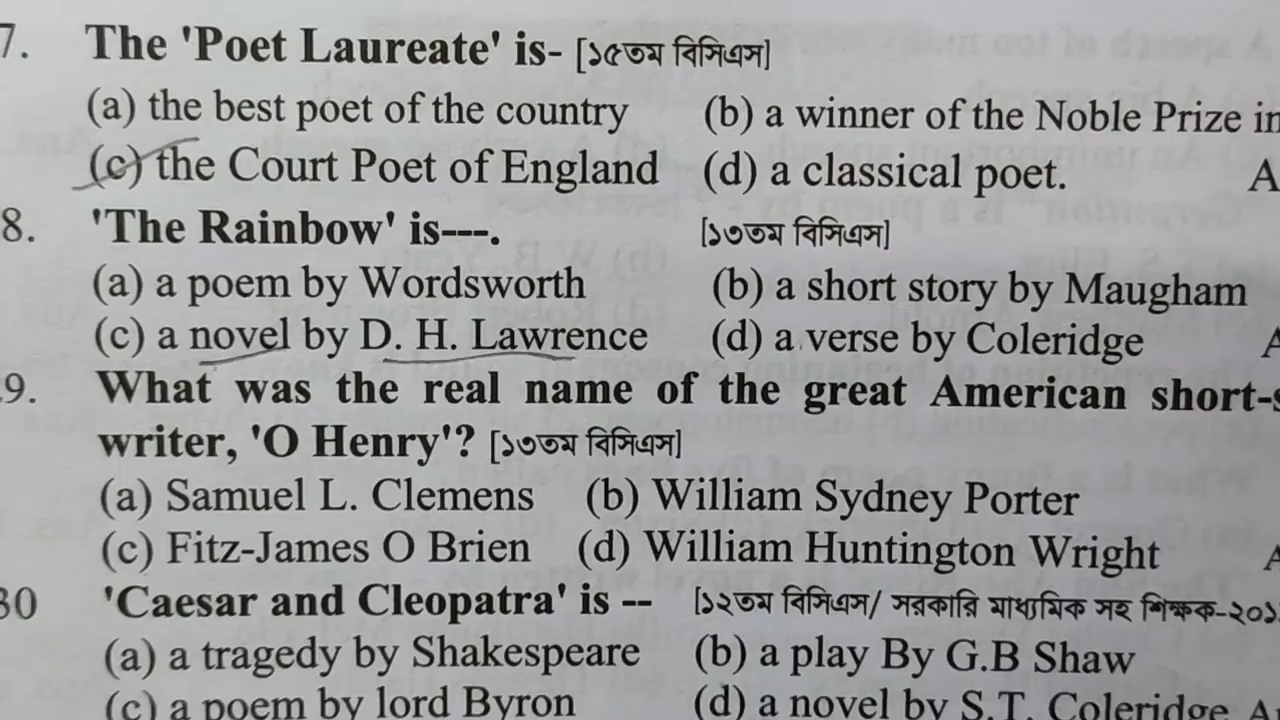 7. The 'Poet Laureate' is- [১৫তম বিসিএস]
(a) the best poet of the country (b) a winner of the Noble Prize in
(c) the Court Poet of England (d) a classical poet. A
8. 'The Rainbow' is---. [১৩তম বিসিএস]
(a) a poem by Wordsworth (b) a short story by Maugham
(c) a novel by D. H. Lawrence (d) a verse by Coleridge A
9. What was the real name of the great American short-s
writer, 'O Henry'? [১৩তম বিসিএস]
(a) Samuel L. Clemens (b) William Sydney Porter
(c) Fitz-James O Brien (d) William Huntington Wright A
30 'Caesar and Cleopatra' is -- [১২তম বিসিএস/ সরকারি মাধ্যমিক সহ শিক্ষক-২০১
(a) a tragedy by Shakespeare (b) a play By G.B Shaw
(c) a poem by lord Byron (d) a novel by S.T. Coleridge A